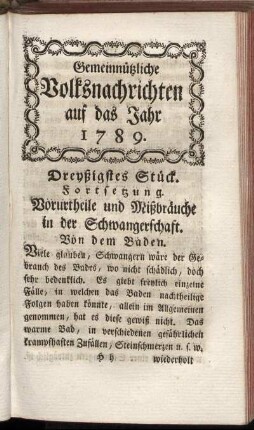 Gemeinnützliche
Volksnachrichten
auf das Jahr
1789.
Dreyßigstes Stück.
Fortsetzung
Vorurtheile und Mißbräuche
in der Schwangerschaft.
Von dem Baden.
Viele glauben, Schwangern wäre der Ge-
brauch des Bades, wo nicht schädlich, doch
sehr bedenklich. Es giebt freylich einzelne
Fälle, in welchen das Baden nachtheilige
Folgen haben könnte, allein im Allgemeinen
genommen, hat es diese gewiß nicht. Das
warme Bad, in verschiedenen gefährlichen
krampfhaften Zufällen, Steinschmerzen u. s. w.
H h wiederholt